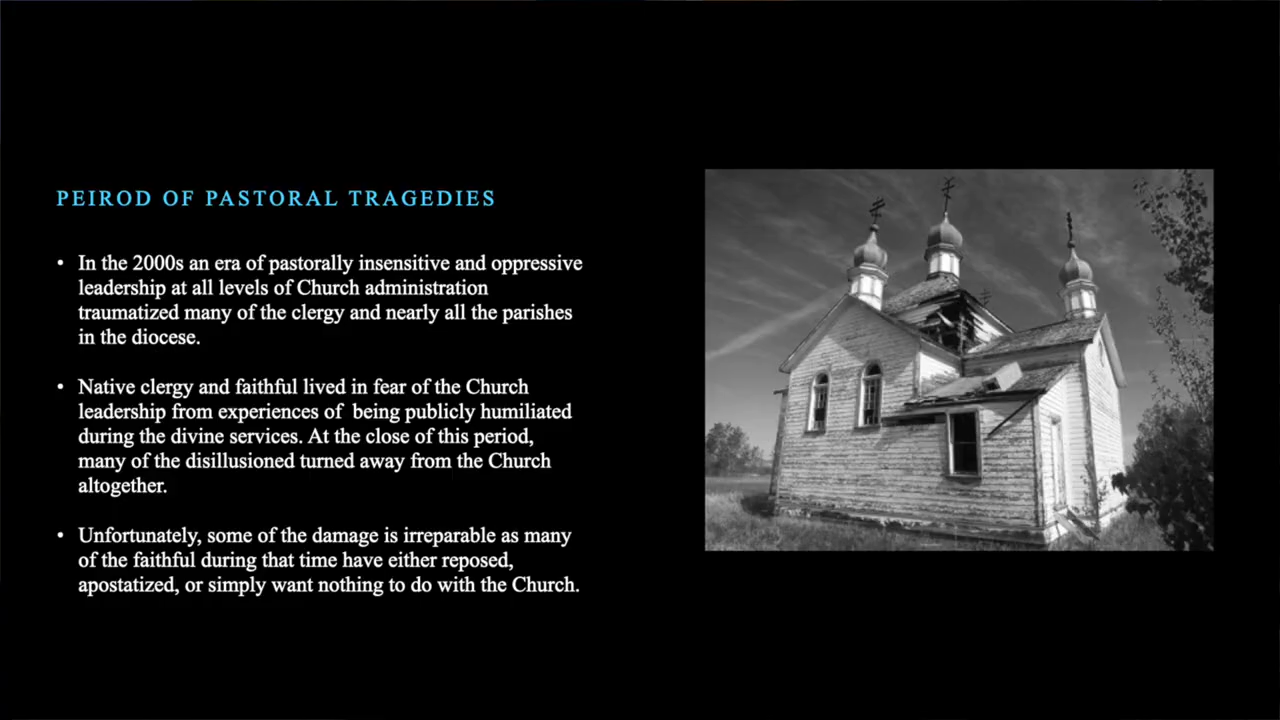 PEIROD OF PASTORAL TRAGEDIES
• In the 2000s an era of pastorally insensitive and oppressive
leadership at all levels of Church administration
traumatized many of the clergy and nearly all the parishes
in the diocese.
• Native clergy and faithful lived in fear of the Church
leadership from experiences of  being publicly humiliated
during the divine services. At the close of this period,
many of the disillusioned turned away from the Church
altogether.
• Unfortunately, some of the damage is irreparable as many
of the faithful during that time have either reposed,
apostatized, or simply want nothing to do with the Church.